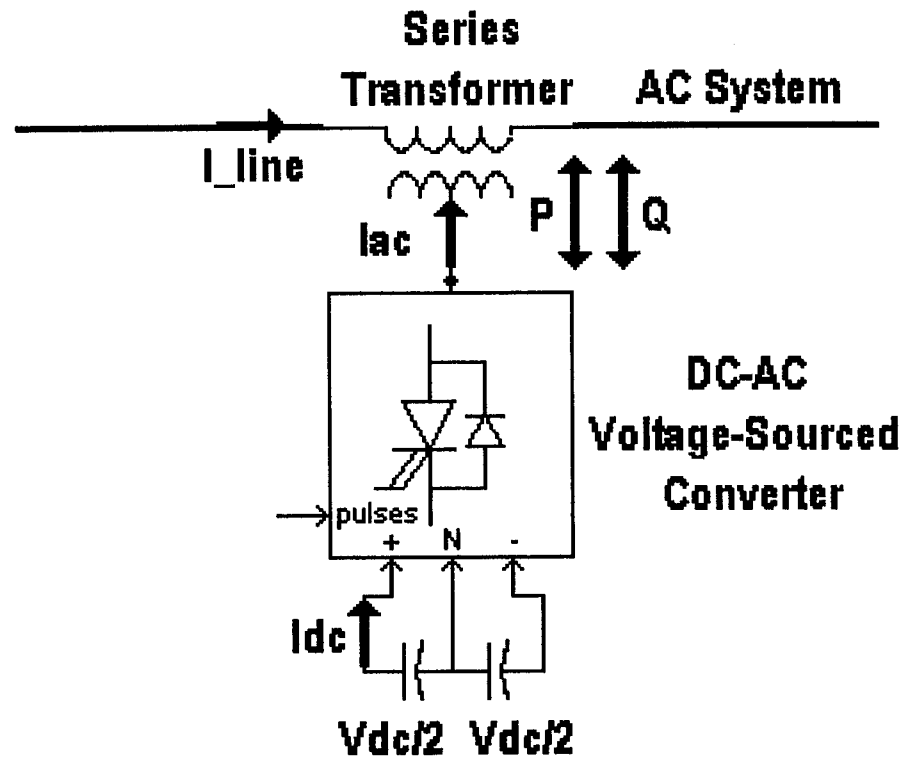 Series
Transformer
AC System
I_line
Iac
P
Q
DC-AC
Voltage-Sourced
Converter
pulses
+ N -
Idc
Vdc/2 Vdc/2